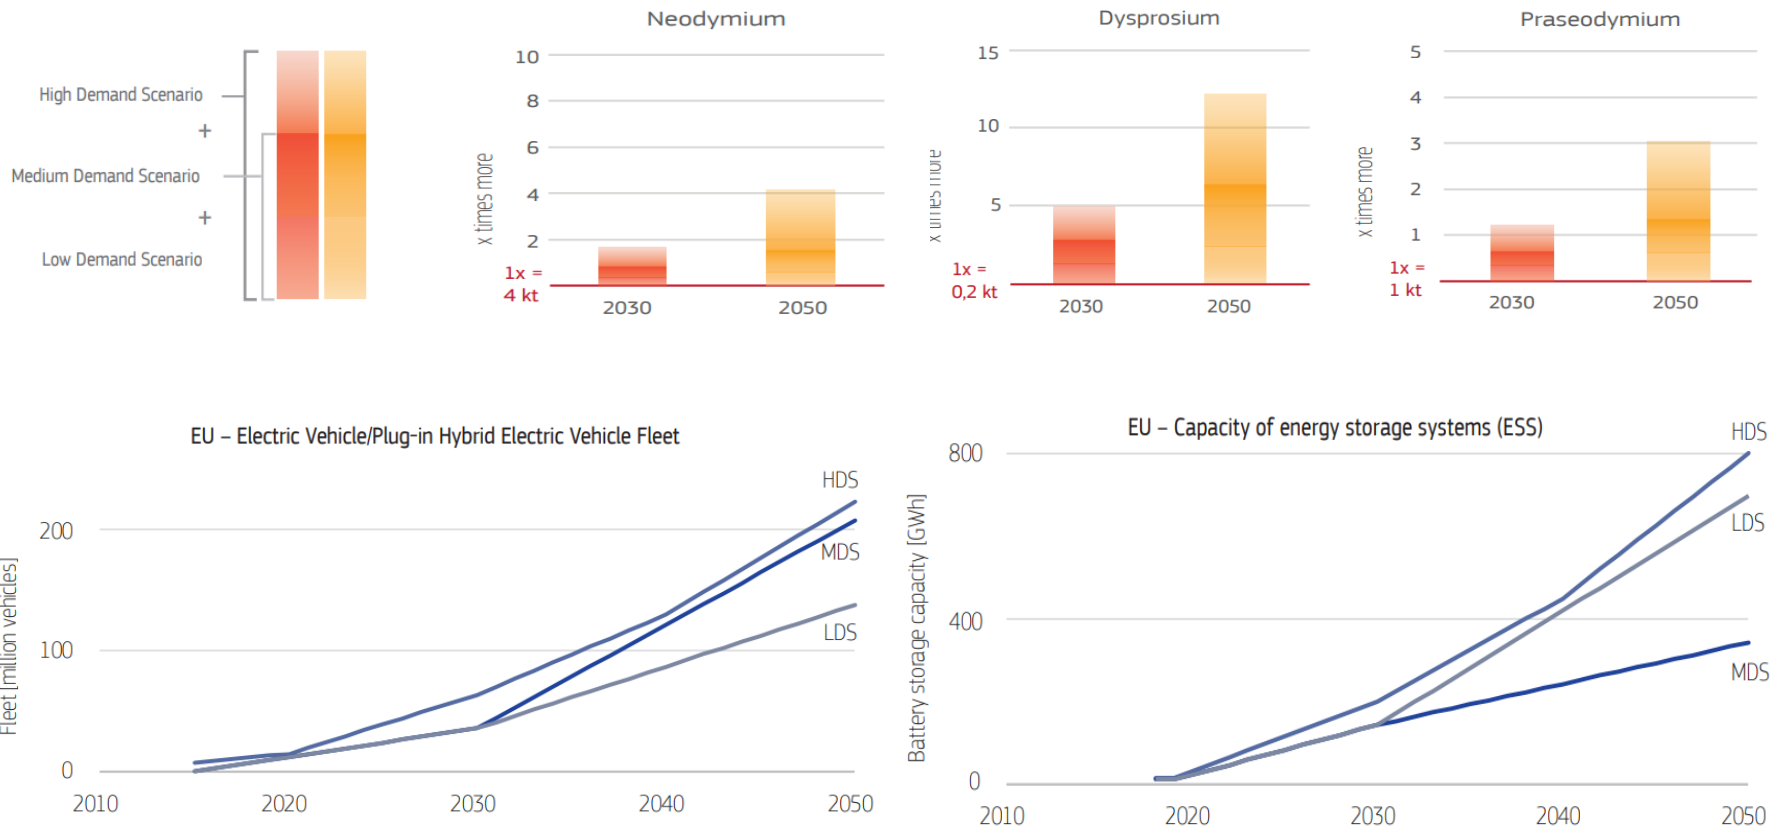 High Demand Scenario
+
Medium Demand Scenario
+
Low Demand Scenario
Neodymium
10
8
6
4
2
x times more
1x =
4 kt
2030
2050
Dysprosium
15
10
5
x times more
1x =
0,2 kt
2030
2050
Praseodymium
5
4
3
2
1
x times more
1x =
1 kt
2030
2050
EU – Electric Vehicle/Plug-in Hybrid Electric Vehicle Fleet
HDS
200
MDS
LDS
100
0
Fleet [million vehicles]
2010
2020
2030
2040
2050
EU – Capacity of energy storage systems (ESS)
HDS
800
LDS
400
MDS
0
Battery storage capacity [GWh]
2010
2020
2030
2040
2050